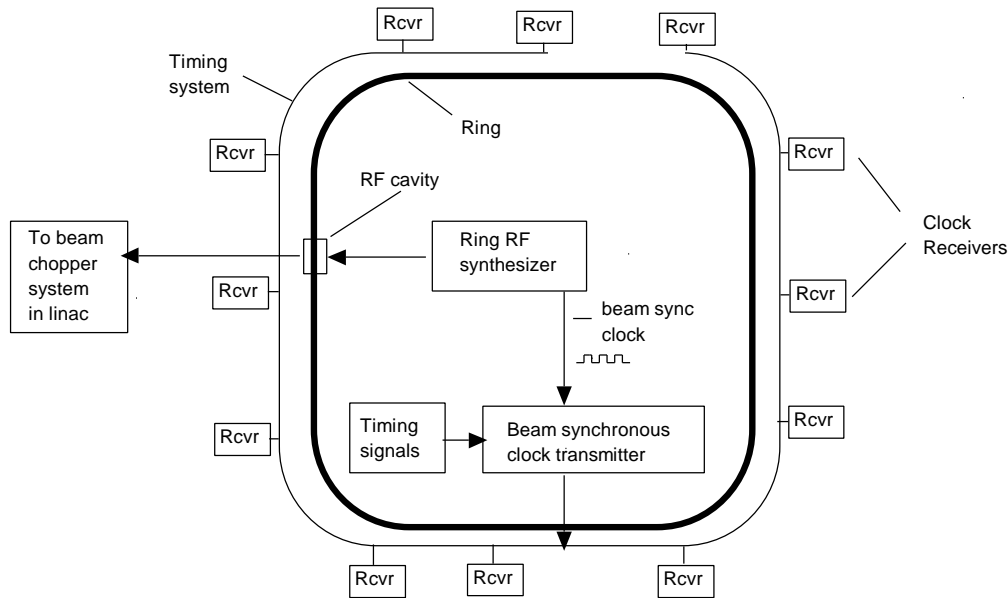 Rcvr
Rcvr
Rcvr
Timing
system
Ring
Rcvr
Rcvr
RF cavity
To beam
chopper
system
in linac
Ring RF
synthesizer
Clock
Receivers
Rcvr
Rcvr
beam sync
clock
Rcvr
Rcvr
Timing
signals
Beam synchronous
clock transmitter
Rcvr
Rcvr
Rcvr